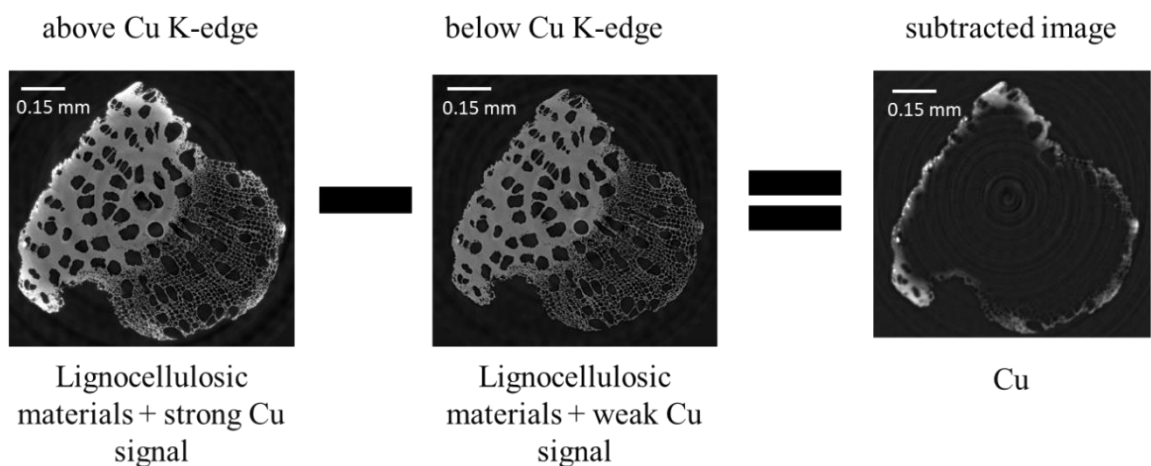 above Cu K-edge
below Cu K-edge
subtracted image
0.15 mm
0.15 mm
0.15 mm
Lignocellulosic
materials + strong Cu
signal
Lignocellulosic
materials + weak Cu
signal
Cu